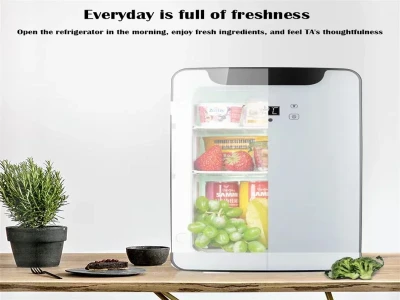 Everyday is full of freshness
Open the refrigerator in the morning, enjoy fresh ingredients, and feel TA's thoughtfulness